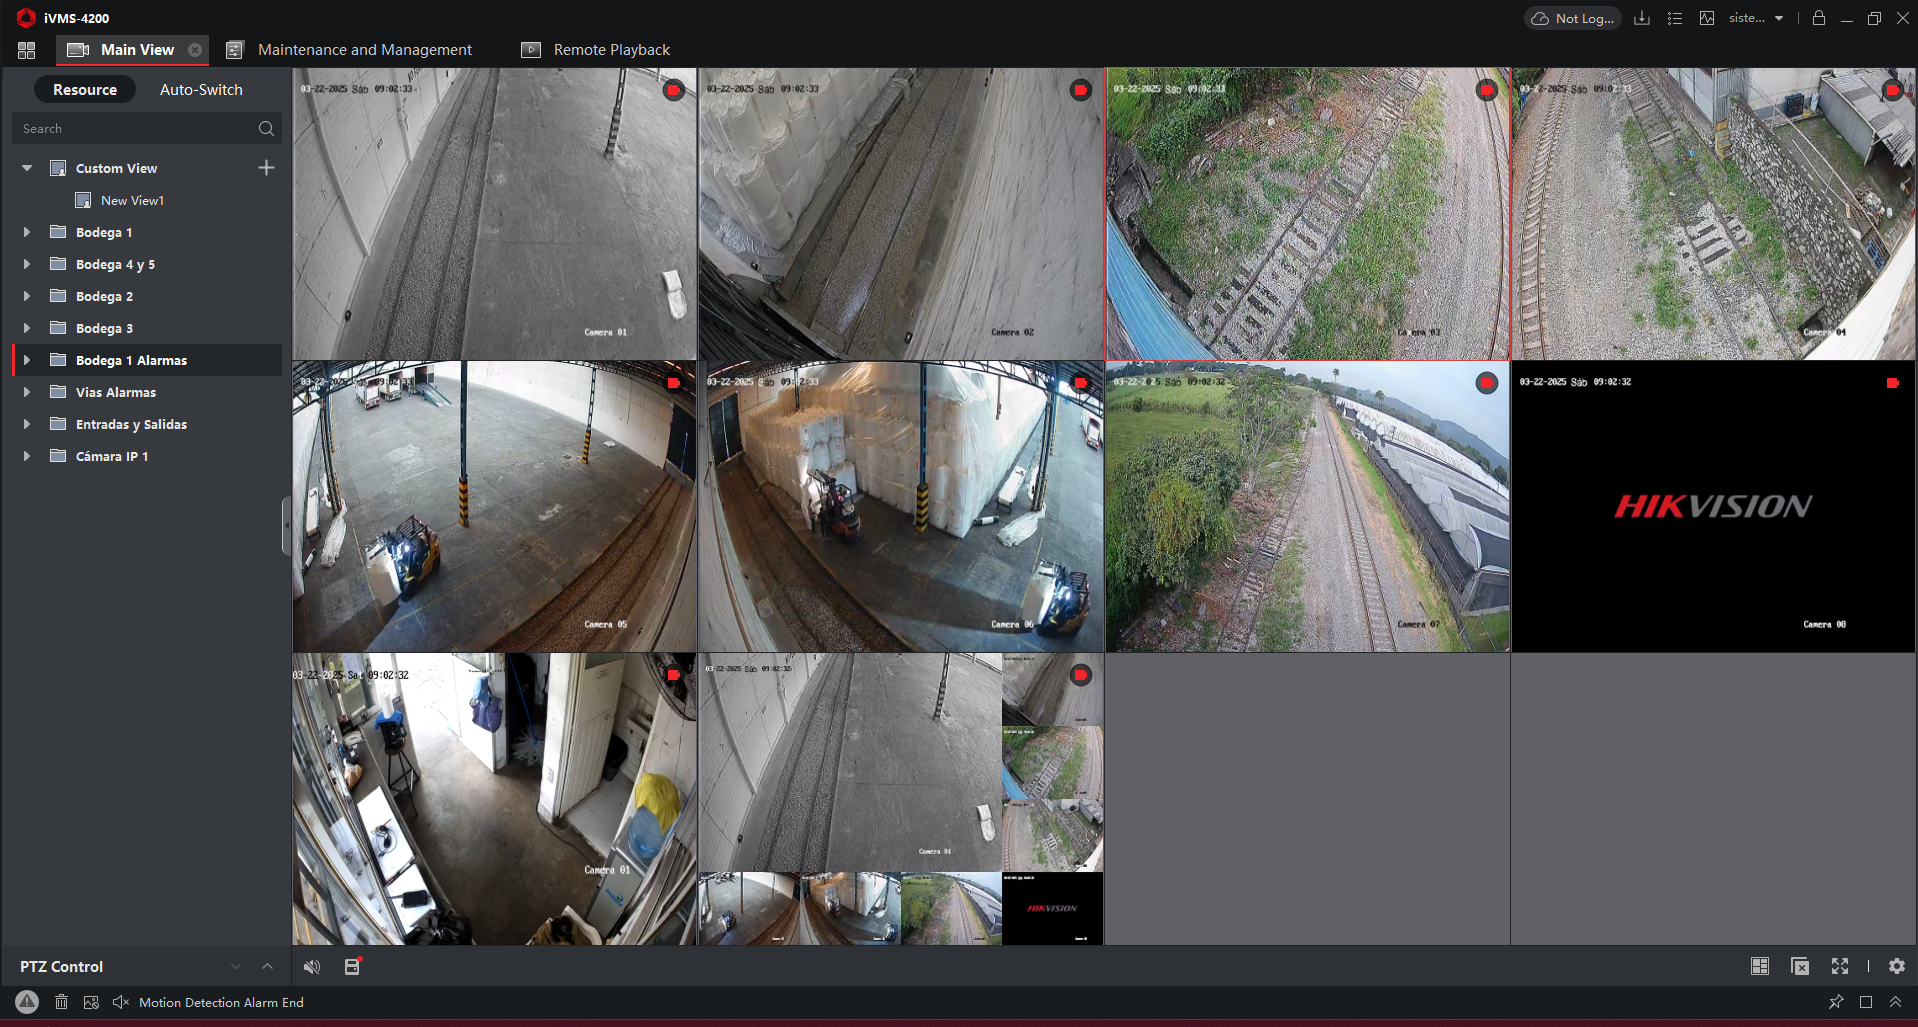 iVMS-4200
Not Log...
siste...
Main View
Maintenance and Management
Remote Playback
Resource
Auto-Switch
Search
Custom View
New View1
Bodega 1
Bodega 4 y 5
Bodega 2
Bodega 3
Bodega 1 Alarmas
Vias Alarmas
Entradas y Salidas
Cámara IP 1
03-22-2025 Sáb 09:02:33
Camera 01
03-22-2025 Sáb 09:02:33
Camera 02
03-22-2025 Sáb 09:02:33
Camera 03
03-22-2025 Sáb 09:02:33
Camera 04
03-22-2025 Sáb 09:02:33
Camera 05
03-22-2025 Sáb 09:02:33
Camera 06
03-22-2025 Sáb 09:02:32
Camera 07
03-22-2025 Sáb 09:02:32
HIKVISION
Camera 08
03-22-2025 Sáb 09:02:32
Camera 01
03-22-2025 Sáb 09:02:32
Camera 01
HIKVISION
PTZ Control
Motion Detection Alarm End